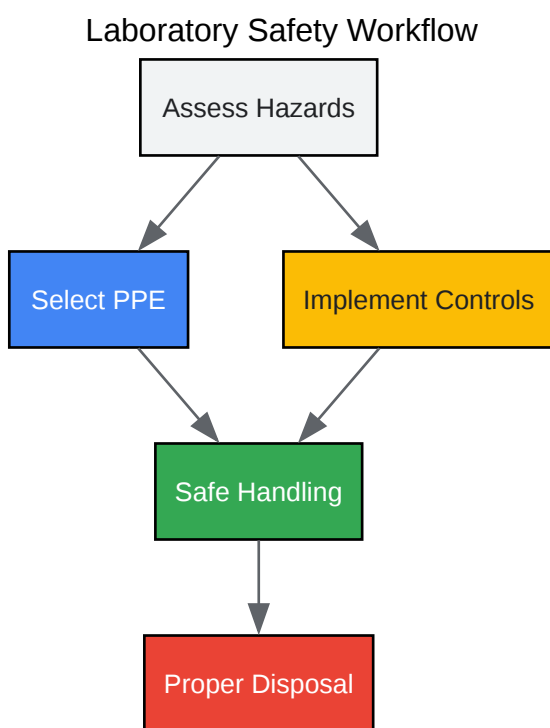 Laboratory Safety Workflow
Assess Hazards
Select PPE
Implement Controls
Safe Handling
Proper Disposal